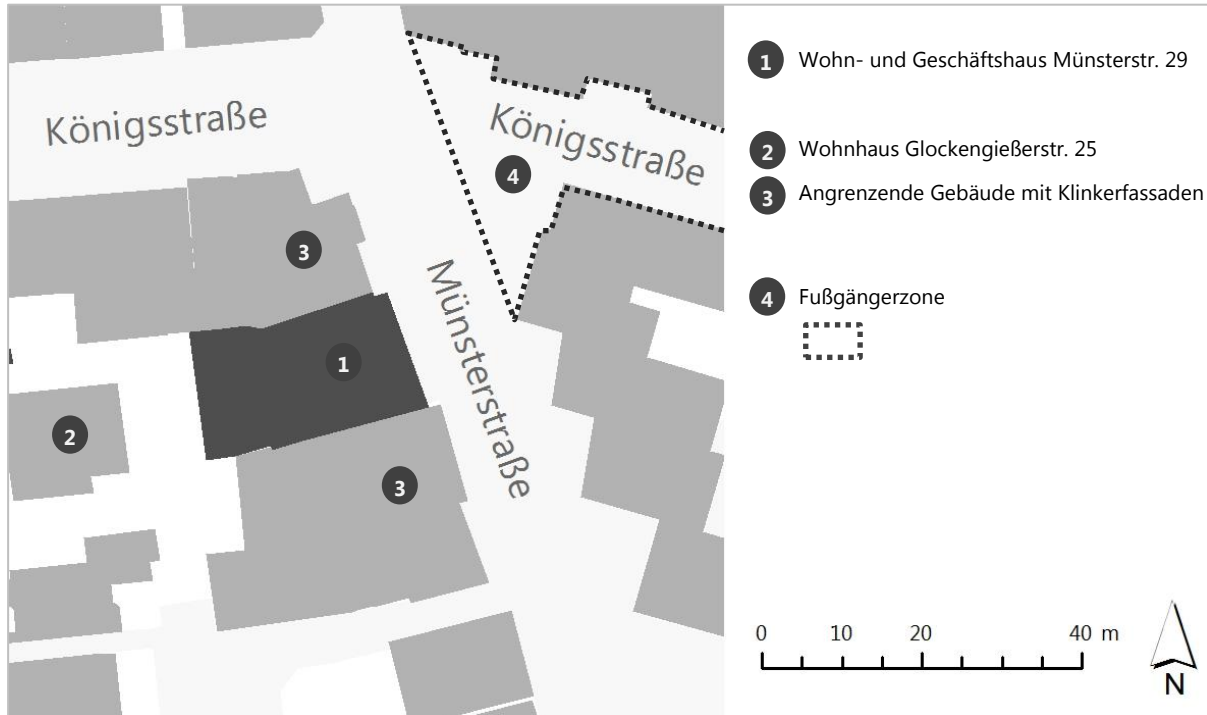 Königsstraße
Königsstraße
4
3
Münsterstraße
1
2
3
1 Wohn- und Geschäftshaus Münsterstr. 29
2 Wohnhaus Glockengießerstr. 25
3 Angrenzende Gebäude mit Klinkerfassaden
4 Fußgängerzone
0 10 20 40 m
N